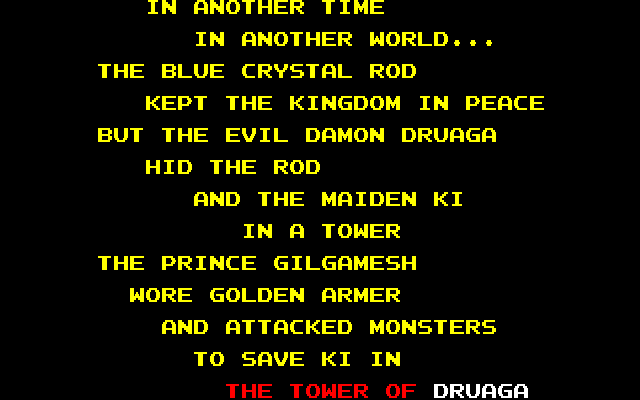 IN ANOTHER TIME
IN ANOTHER WORLD...
THE BLUE CRYSTAL ROD
KEPT THE KINGDOM IN PEACE
BUT THE EVIL DAMON DRUAGA
HID THE ROD
AND THE MAIDEN KI
IN A TOWER
THE PRINCE GILGAMESH
WORE GOLDEN ARMER
AND ATTACKED MONSTERS
TO SAVE KI IN
THE TOWER OF DRUAGA